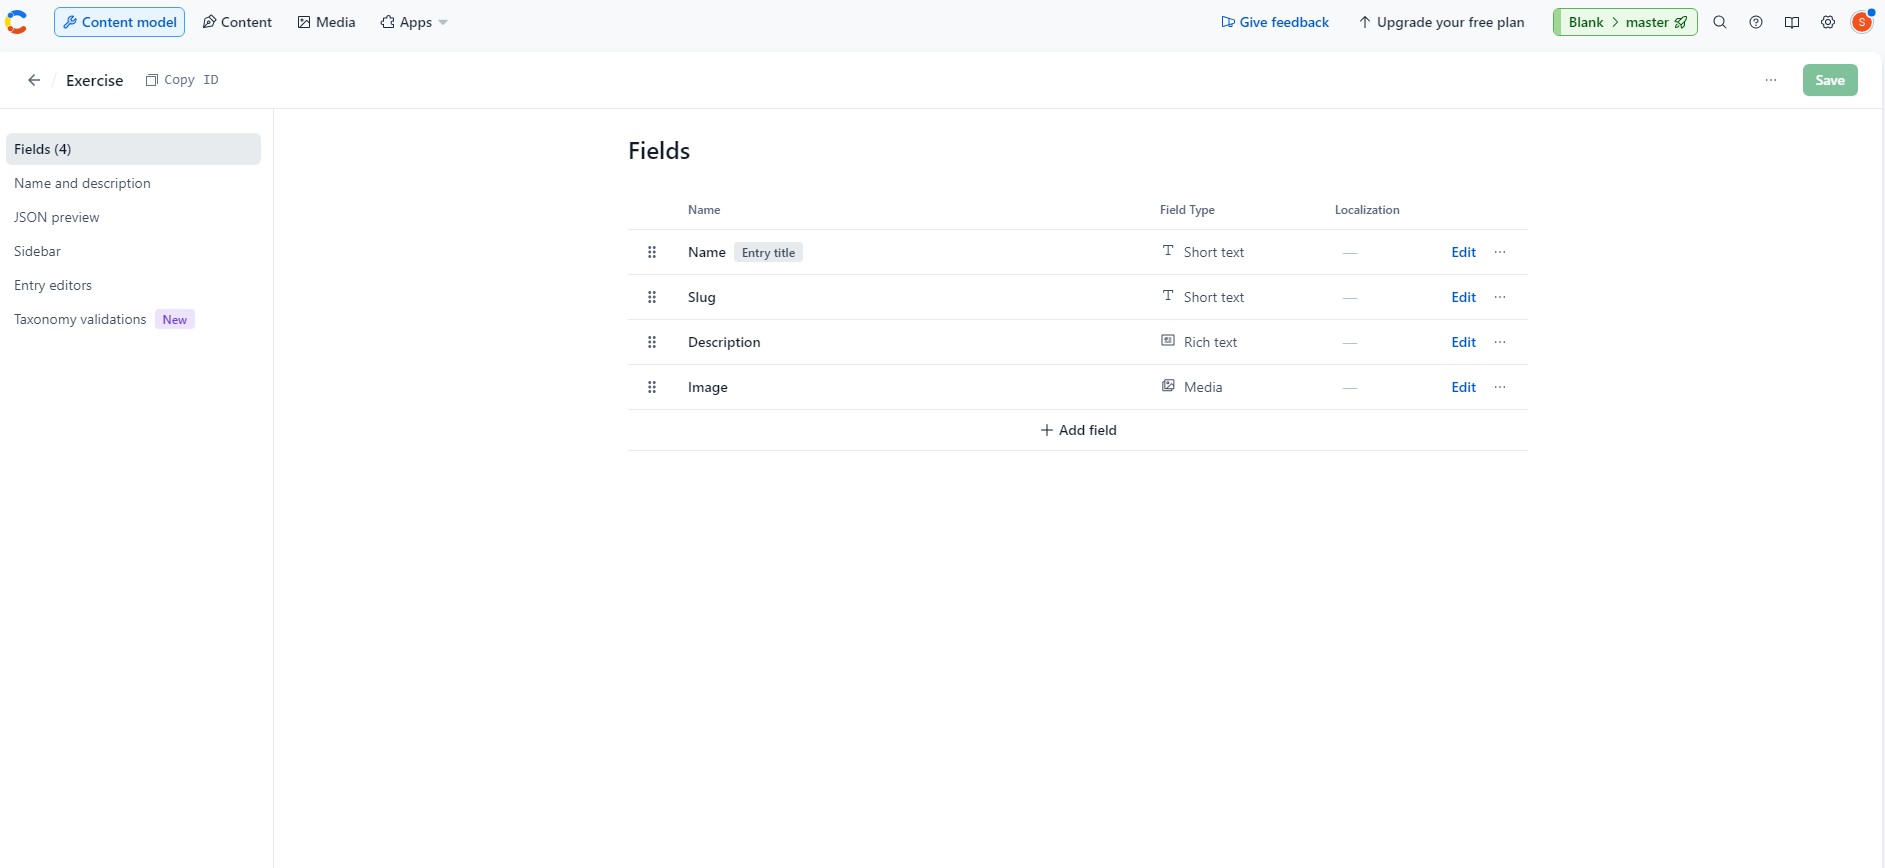 Content model Content Media Apps Give feedback Upgrade your free plan Blank > master S
Exercise Copy ID ... Save
Fields (4)
Name and description
JSON preview
Sidebar
Entry editors
Taxonomy validations New
Fields
Name Field Type Localization
Name Entry title Short text — Edit ...
Slug Short text — Edit ...
Description Rich text — Edit ...
Image Media — Edit ...
+ Add field